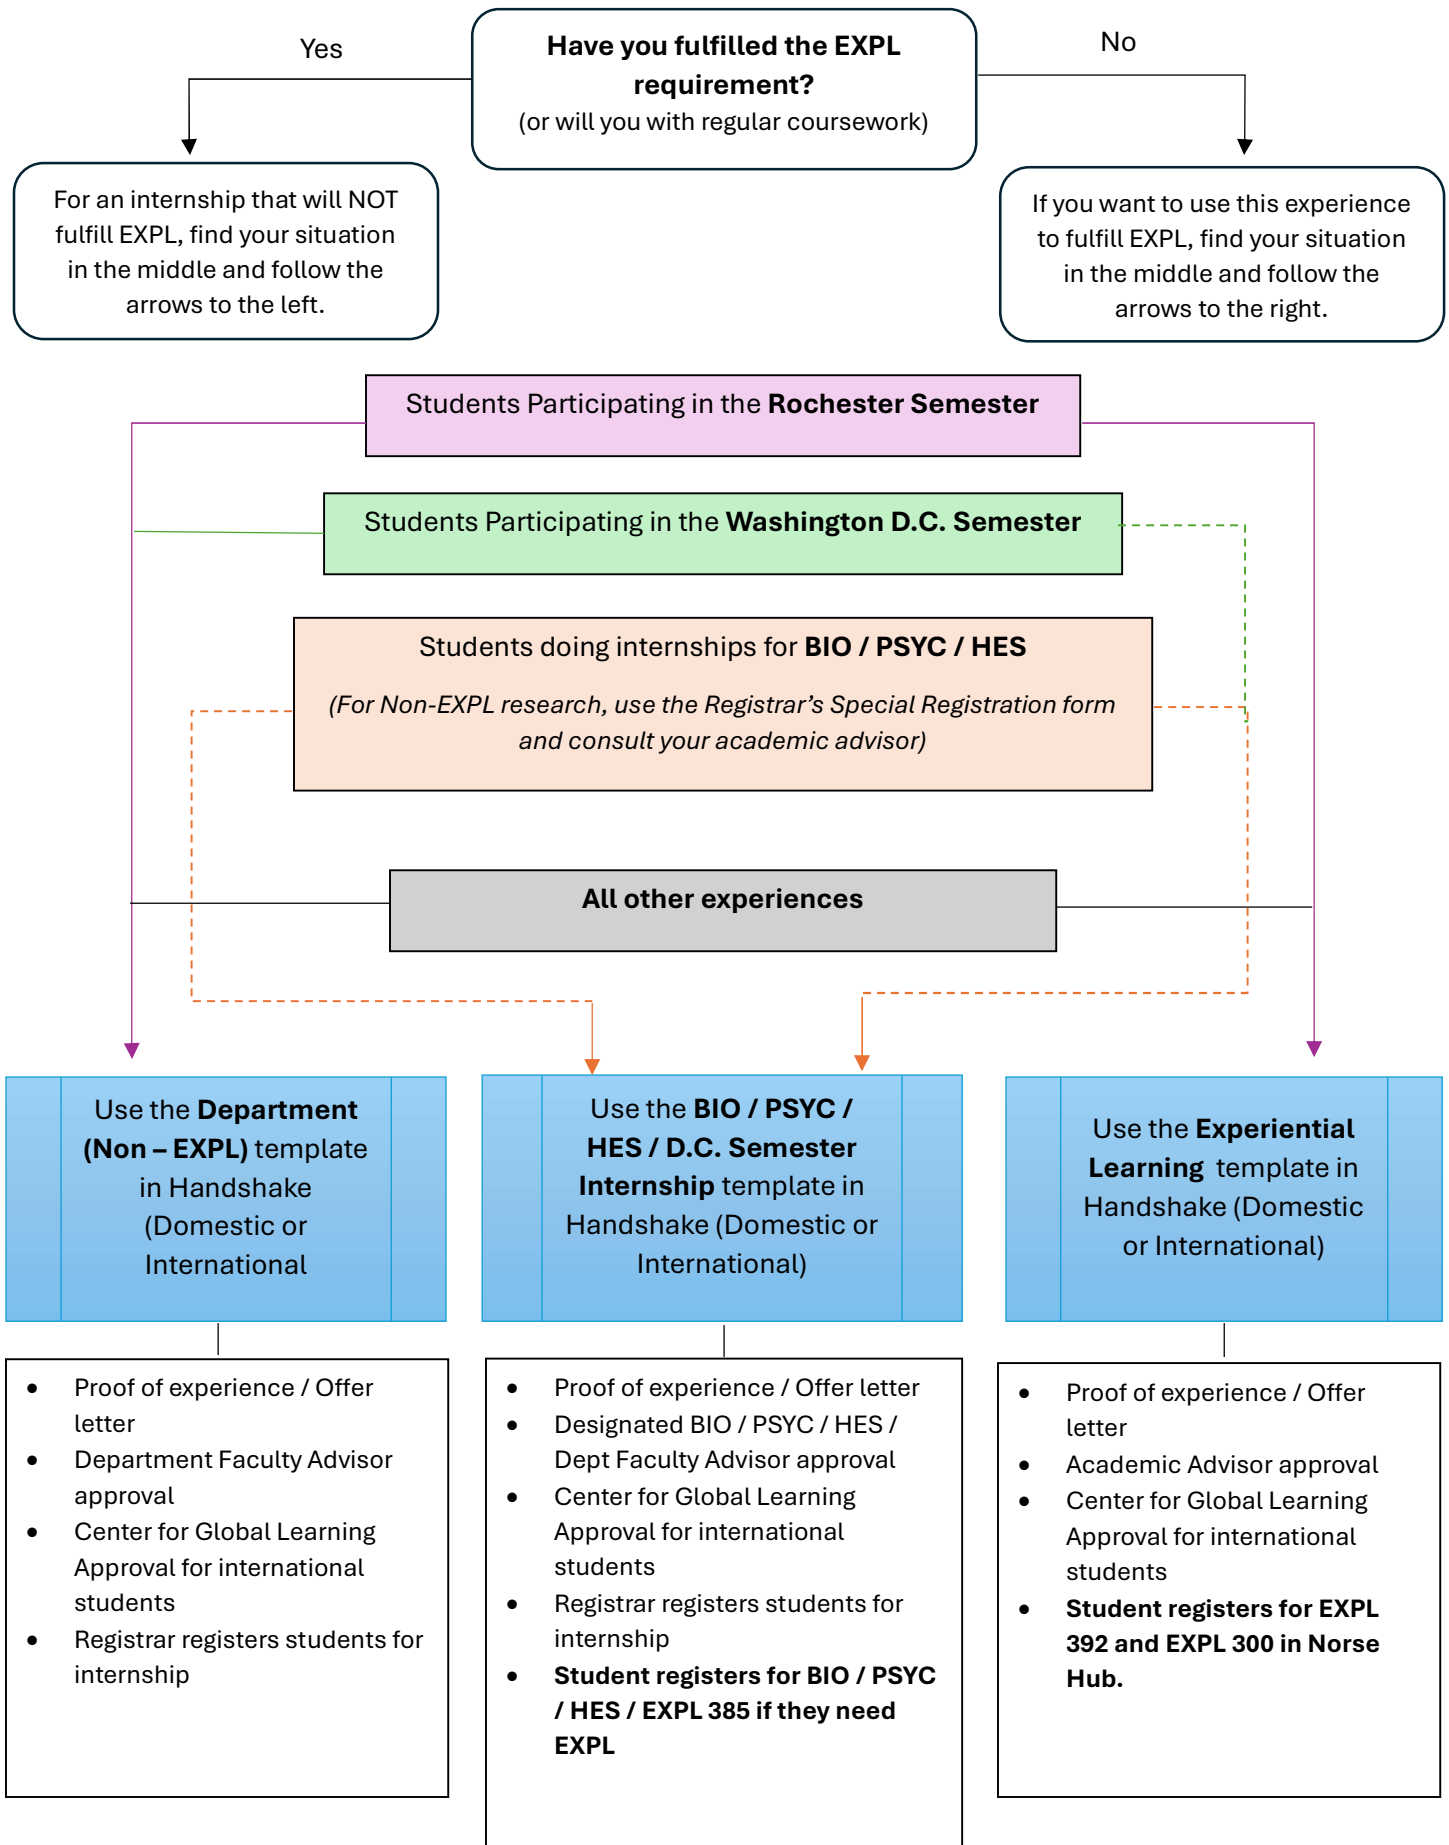 Yes
Have you fulfilled the EXPL
requirement?
(or will you with regular coursework)
No
For an internship that will NOT
fulfill EXPL, find your situation
in the middle and follow the
arrows to the left.
If you want to use this experience
to fulfill EXPL, find your situation
in the middle and follow the
arrows to the right.
Students Participating in the Rochester Semester
Students Participating in the Washington D.C. Semester
Students doing internships for BIO / PSYC / HES
(For Non-EXPL research, use the Registrar’s Special Registration form
and consult your academic advisor)
All other experiences
Use the Department
(Non – EXPL) template
in Handshake
(Domestic or
International
Use the BIO / PSYC /
HES / D.C. Semester
Internship template in
Handshake (Domestic or
International)
Use the Experiential
Learning template in
Handshake (Domestic
or International)
• Proof of experience / Offer
letter
• Department Faculty Advisor
approval
• Center for Global Learning
Approval for international
students
• Registrar registers students for
internship
• Proof of experience / Offer letter
• Designated BIO / PSYC / HES /
Dept Faculty Advisor approval
• Center for Global Learning
Approval for international
students
• Registrar registers students for
internship
• Student registers for BIO / PSYC
/ HES / EXPL 385 if they need
EXPL
• Proof of experience / Offer
letter
• Academic Advisor approval
• Center for Global Learning
Approval for international
students
• Student registers for EXPL
392 and EXPL 300 in Norse
Hub.